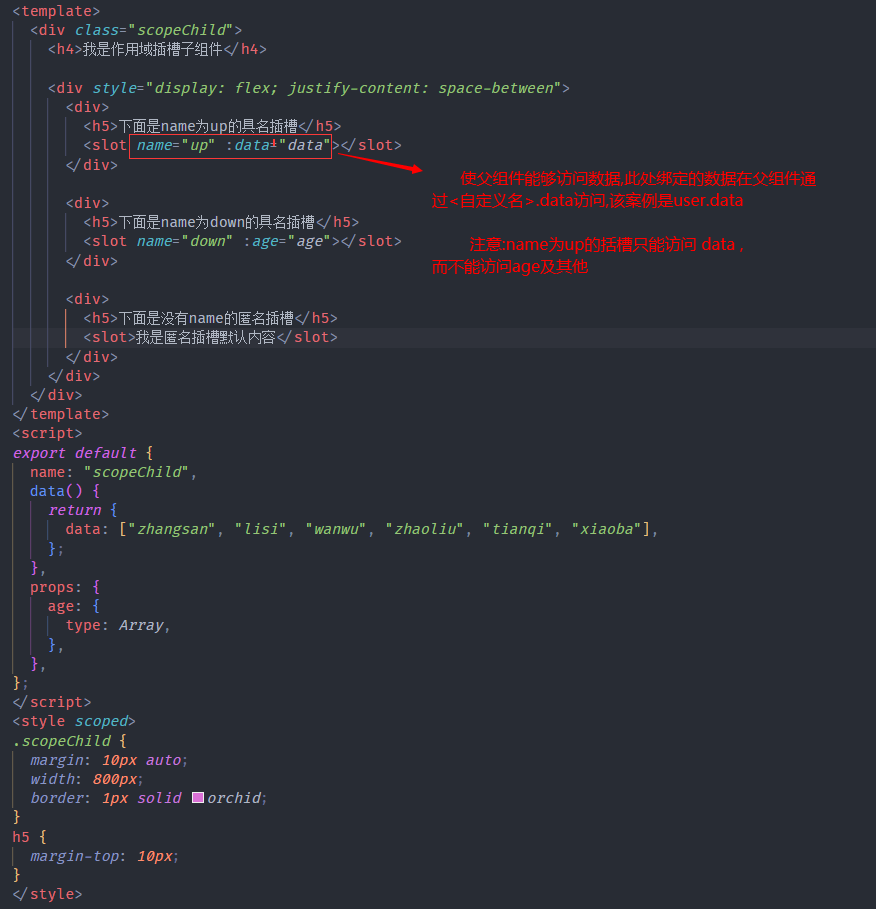 <template>
<div class="scopeChild">
<h4>我是作用域插槽子组件</h4>
<div style="display: flex; justify-content: space-between">
<div>
<h5>下面是name为up的具名插槽</h5>
<slot name="up" :data="data"></slot>
</div>
使父组件能够访问数据,此处绑定的数据在父组件通
过<自定义名>.data访问,该案例是user.data
<div>
<h5>下面是name为down的具名插槽</h5>
<slot name="down" :age="age"></slot>
</div>
注意:name为up的括槽只能访问 data ,
而不能访问age及其他
<div>
<h5>下面是没有name的匿名插槽</h5>
<slot>我是匿名插槽默认内容</slot>
</div>
</div>
</div>
</template>
<script>
export default {
name: "scopeChild",
data() {
return {
data: ["zhangsan", "lisi", "wanwu", "zhaoliu", "tianqi", "xiaoba"],
};
},
props: {
age: {
type: Array,
},
},
};
</script>
<style scoped>
.scopeChild {
margin: 10px auto;
width: 800px;
border: 1px solid orchid;
}
h5 {
margin-top: 10px;
}
</style>